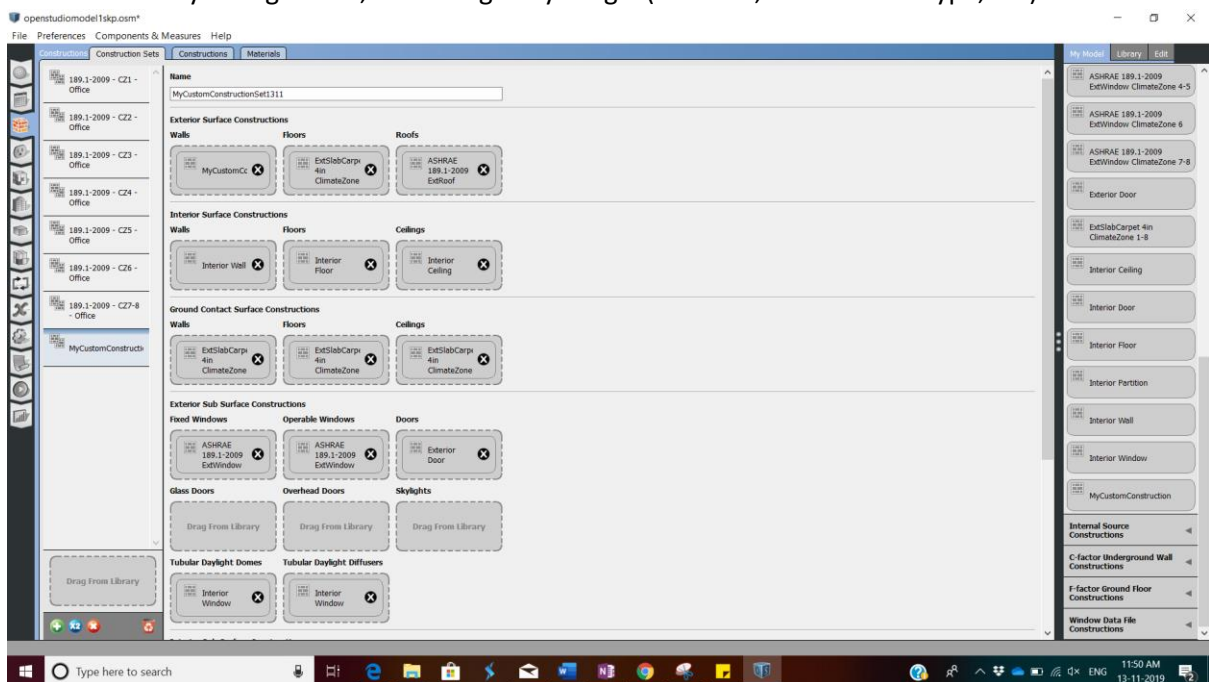 openstudiomodel1skp.osm*
File Preferences Components & Measures Help
Constructions Construction Sets Constructions Materials
My Model Library Edit
189.1-2009 - CZ1 -
Office
189.1-2009 - CZ2 -
Office
189.1-2009 - CZ3 -
Office
189.1-2009 - CZ4 -
Office
189.1-2009 - CZ5 -
Office
189.1-2009 - CZ6 -
Office
189.1-2009 - CZ7-8
- Office
MyCustomConstructi
Drag From Library
Name
MyCustomConstructionSet1311
Exterior Surface Constructions
Walls Floors Roofs
MyCustomCc
ExtSlabCarp
4in
ClimateZone
ASHRAE
189.1-2009
ExtRoof
Interior Surface Constructions
Walls Floors Ceilings
Interior Wall
Interior
Floor
Interior
Ceiling
Ground Contact Surface Constructions
Walls Floors Ceilings
ExtSlabCarp
4in
ClimateZone
ExtSlabCarp
4in
ClimateZone
ExtSlabCarp
4in
ClimateZone
Exterior Sub Surface Constructions
Fixed Windows Operable Windows Doors
ASHRAE
189.1-2009
ExtWindow
ASHRAE
189.1-2009
ExtWindow
Exterior
Door
Glass Doors Overhead Doors Skylights
Drag From Library Drag From Library Drag From Library
Tubular Daylight Domes Tubular Daylight Diffusers
Interior
Window
Interior
Window
ASHRAE 189.1-2009
ExtWindow ClimateZone 4-5
ASHRAE 189.1-2009
ExtWindow ClimateZone 6
ASHRAE 189.1-2009
ExtWindow ClimateZone 7-8
Exterior Door
ExtSlabCarpet 4in
ClimateZone 1-8
Interior Ceiling
Interior Door
Interior Floor
Interior Partition
Interior Wall
Interior Window
MyCustomConstruction
Internal Source
Constructions
C-factor Underground Wall
Constructions
F-factor Ground Floor
Constructions
Window Data File
Constructions
Type here to search
ENG
11:50 AM
13-11-2019